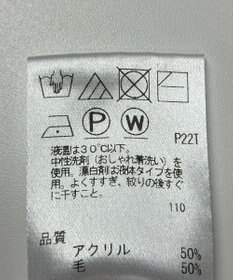 P W
P22T
液温は30℃以下。
中性洗剤(おしゃれ着洗い)を
使用。漂白剤は液体タイプを使
用。よくすすぎ、絞りの後すぐ
に干すこと。
110
品質
アクリル 50%
毛 50%